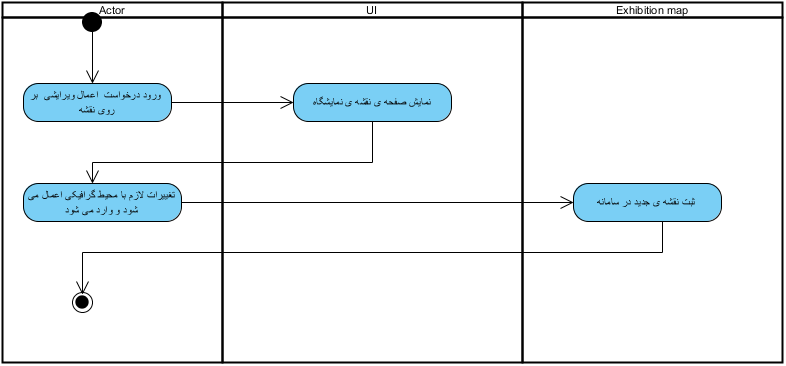 Actor
UI
Exhibition map
ورود درخواست اعمال ویرایشی بر
روی نقشه
نمایش صفحه ی نقشه ی نمایشگاه
تغییرات لازم با محیط گرافیکی اعمال می
شود و وارد می شود
ثبت نقشه ی جدید در سامانه